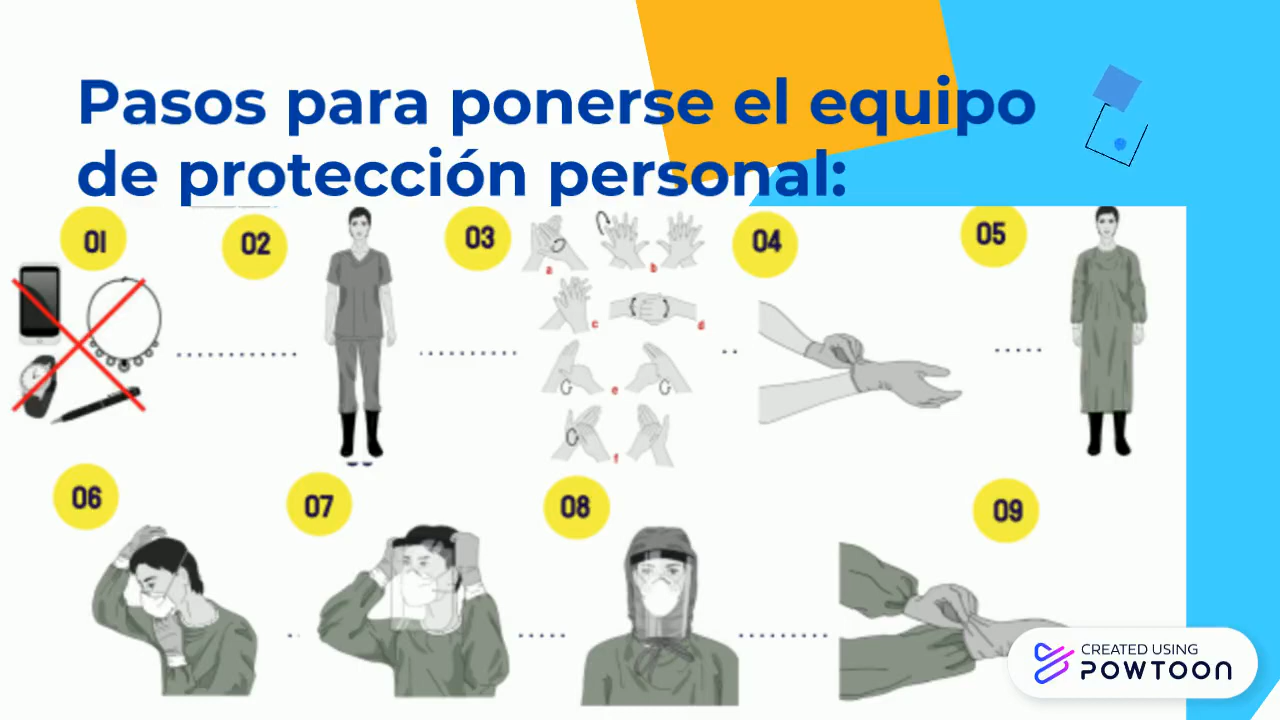 Pasos para ponerse el equipo
de protección personal:
01
02
03
04
05
a
b
c
d
e
f
06
07
08
09
CREATED USING
POWTOON